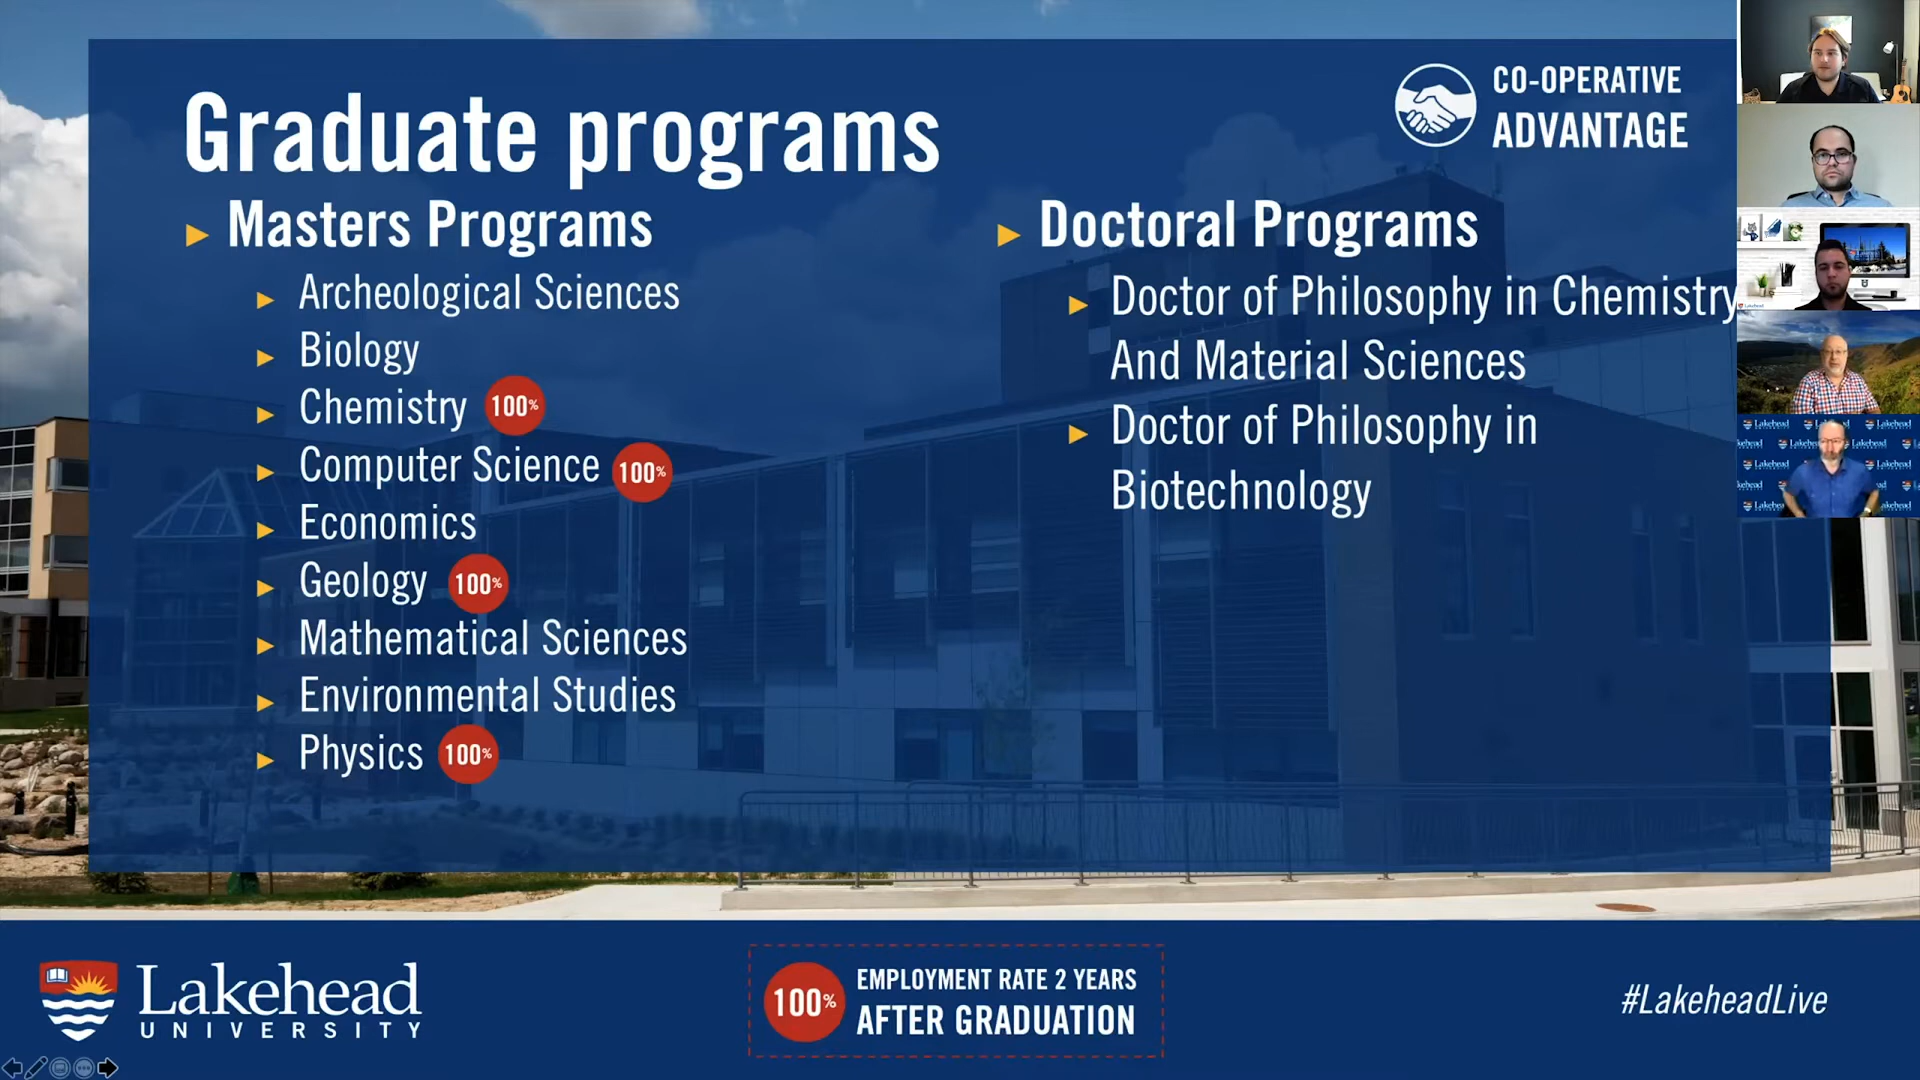 Graduate programs
CO-OPERATIVE
ADVANTAGE
Masters Programs
Archeological Sciences
Biology
Chemistry 100%
Computer Science 100%
Economics
Geology 100%
Mathematical Sciences
Environmental Studies
Physics 100%
Doctoral Programs
Doctor of Philosophy in Chemistry
And Material Sciences
Doctor of Philosophy in
Biotechnology
Lakehead
UNIVERSITY
100%
EMPLOYMENT RATE 2 YEARS
AFTER GRADUATION
#LakeheadLive